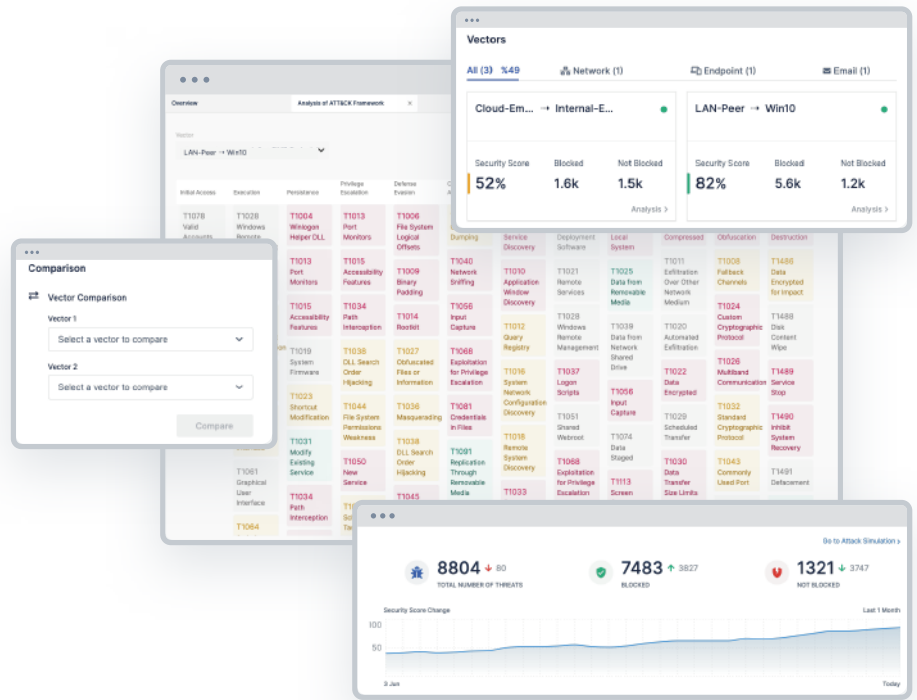 Vectors
All (3) %49
Network (1)
Endpoint (1)
Email (1)
Cloud-Em... → Internal-E...
Security Score
Blocked
Not Blocked
52%
1.6k
1.5k
Analysis >
LAN-Peer → Win10
Security Score
Blocked
Not Blocked
82%
5.6k
1.2k
Analysis >
Overview
Analysis of ATT&CK Framework ×
Vector
LAN-Peer → Win10
Initial Access
Execution
Persistence
Privilege
Escalation
Defense
Evasion
T1078
Valid
Accounts
T1028
Windows
Remote
T1061
Graphical
User
Interface
T1064
T1004
Winlogon
Helper DLL
T1013
Port
Monitors
T1015
Accessibility
Features
T1019
System
Firmware
T1023
Shortcut
Modification
T1031
Modify
Existing
Service
T1034
Path
Interception
T1013
Port
Monitors
T1015
Accessibility
Features
T1034
Path
Interception
T1038
DLL Search
Order
Hijacking
T1044
File System
Permissions
Weakness
T1050
New
Service
T1006
File System
Logical
Offsets
T1009
Binary
Padding
T1014
Rootkit
T1027
Obfuscated
Files or
Information
T1036
Masquerading
T1038
DLL Search
Order
Hijacking
T1045
Dumping
T1040
Network
Sniffing
T1056
Input
Capture
T1068
Exploitation
for Privilege
Escalation
T1081
Credentials
in Files
T1091
Replication
Through
Removable
Media
Service
Discovery
T1010
Application
Window
Discovery
T1012
Query
Registry
T1016
System
Network
Configuration
Discovery
T1018
Remote
System
Discovery
T1033
Deployment
Software
T1021
Remote
Services
T1028
Windows
Remote
Management
T1037
Logon
Scripts
T1051
Shared
Webroot
T1068
Exploitation
for Privilege
Escalation
Local
System
T1025
Data from
Removable
Media
T1039
Data from
Network
Shared
Drive
T1056
Input
Capture
T1074
Data
Staged
T1113
Screen
Compressed
T1011
Exfiltration
Over Other
Network
Medium
T1020
Automated
Exfiltration
T1022
Data
Encrypted
T1029
Scheduled
Transfer
T1030
Data
Transfer
Size Limits
Obfuscation
T1008
Fallback
Channels
T1024
Custom
Cryptographic
Protocol
T1026
Multiband
Communication
T1032
Standard
Cryptographic
Protocol
T1043
Commonly
Used Port
Destruction
T1486
Data
Encrypted
for Impact
T1488
Disk
Content
Wipe
T1489
Service
Stop
T1490
Inhibit
System
Recovery
T1491
Defacement
Comparison
Vector Comparison
Vector 1
Select a vector to compare
Vector 2
Select a vector to compare
Compare
Go to Attack Simulation >
8804 ↓ 80
TOTAL NUMBER OF THREATS
7483 ↑ 3827
BLOCKED
1321 ↓ 3747
NOT BLOCKED
Security Score Change
Last 1 Month
100
50
3 Jun
Today